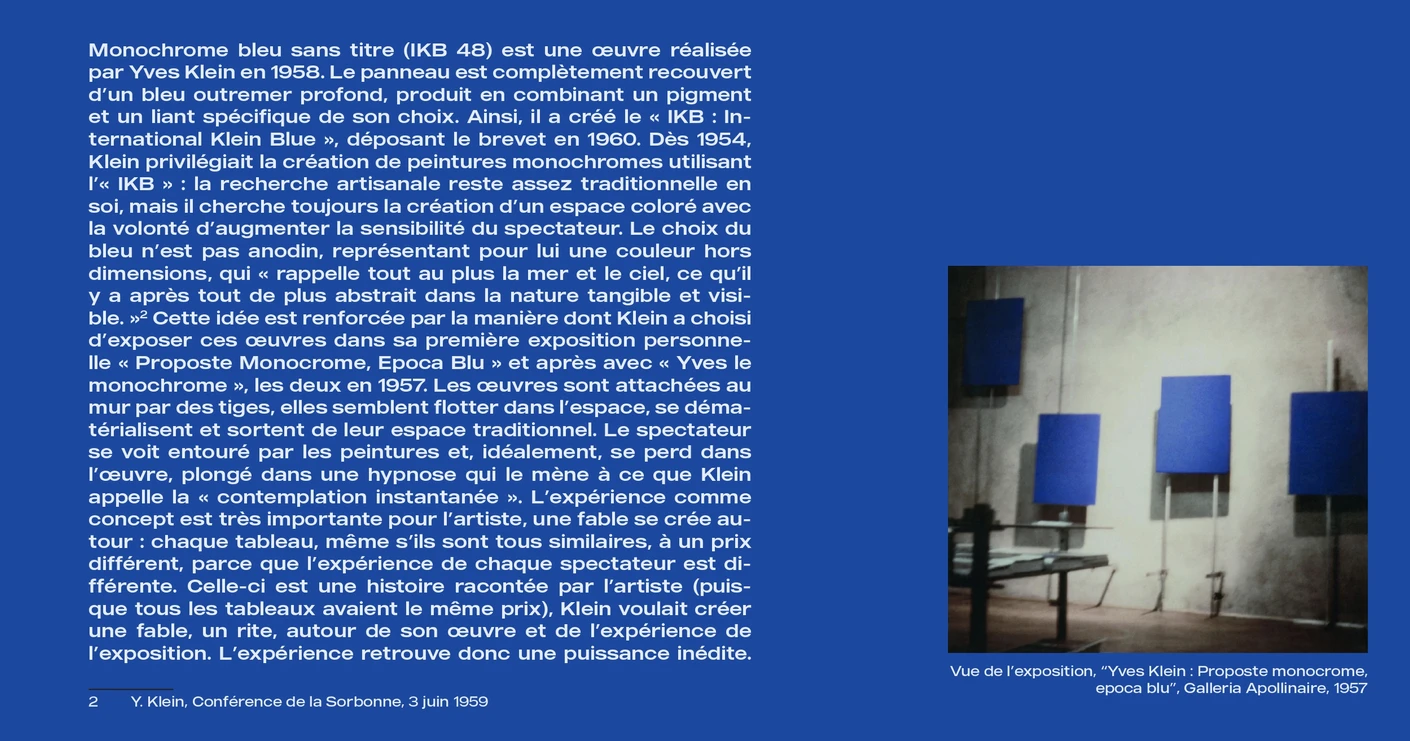 Monochrome bleu sans titre (IKB 48) est une œuvre réalisée
par Yves Klein en 1958. Le panneau est complètement recouvert
d’un bleu outremer profond, produit en combinant un pigment
et un liant spécifique de son choix. Ainsi, il a créé le « IKB : In-
ternational Klein Blue », déposant le brevet en 1960. Dès 1954,
Klein privilégiait la création de peintures monochromes utilisant
l’« IKB » : la recherche artisanale reste assez traditionnelle en
soi, mais il cherche toujours la création d’un espace coloré avec
la volonté d’augmenter la sensibilité du spectateur. Le choix du
bleu n’est pas anodin, représentant pour lui une couleur hors
dimensions, qui « rappelle tout au plus la mer et le ciel, ce qu’il
y a après tout de plus abstrait dans la nature tangible et visi-
ble. »² Cette idée est renforcée par la manière dont Klein a choisi
d’exposer ces œuvres dans sa première exposition personne-
lle « Proposte Monocrome, Epoca Blu » et après avec « Yves le
monochrome », les deux en 1957. Les œuvres sont attachées au
mur par des tiges, elles semblent flotter dans l’espace, se déma-
térialisent et sortent de leur espace traditionnel. Le spectateur
se voit entouré par les peintures et, idéalement, se perd dans
l’œuvre, plongé dans une hypnose qui le mène à ce que Klein
appelle la « contemplation instantanée ». L’expérience comme
concept est très importante pour l’artiste, une fable se crée au-
tour : chaque tableau, même s’ils sont tous similaires, à un prix
différent, parce que l’expérience de chaque spectateur est di-
fférente. Celle-ci est une histoire racontée par l’artiste (puis-
que tous les tableaux avaient le même prix), Klein voulait créer
une fable, un rite, autour de son œuvre et de l’expérience de
l’exposition. L’expérience retrouve donc une puissance inédite.
2 Y. Klein, Conférence de la Sorbonne, 3 juin 1959
Vue de l’exposition, “Yves Klein : Proposte monocrome,
epoca blu”, Galleria Apollinaire, 1957